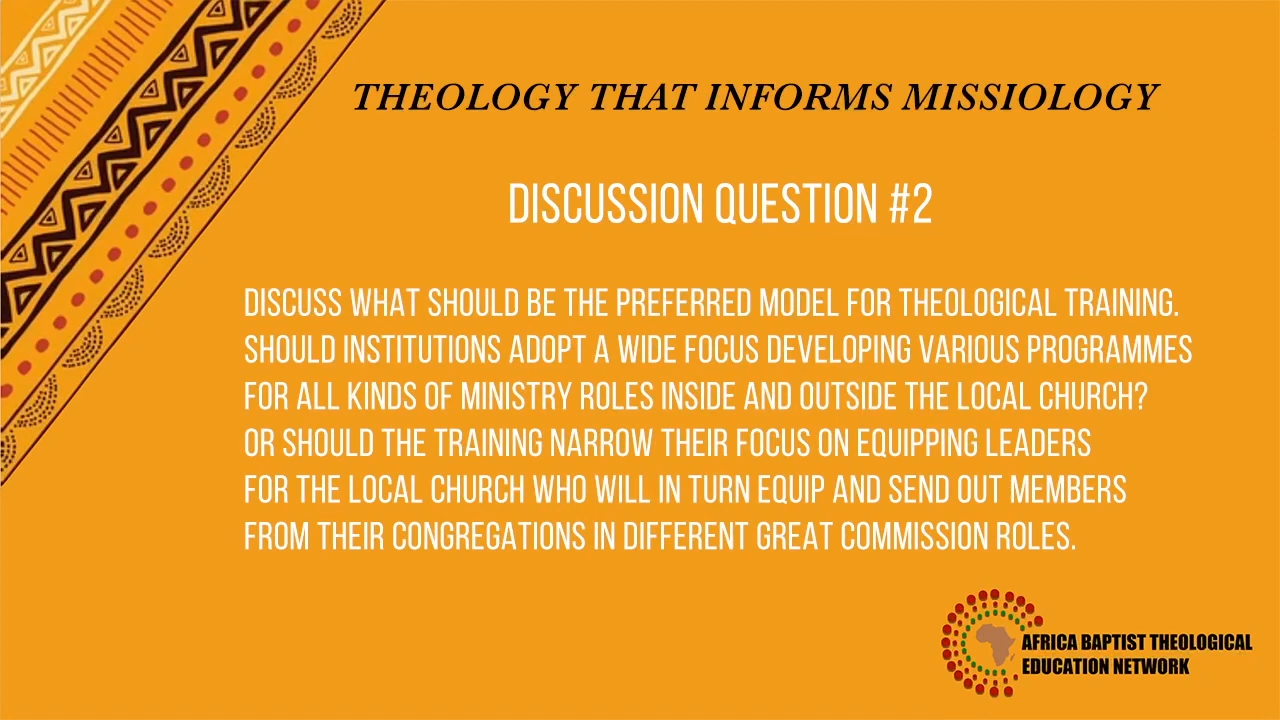 THEOLOGY THAT INFORMS MISSIOLOGY
DISCUSSION QUESTION #2
DISCUSS WHAT SHOULD BE THE PREFERRED MODEL FOR THEOLOGICAL TRAINING.
SHOULD INSTITUTIONS ADOPT A WIDE FOCUS DEVELOPING VARIOUS PROGRAMMES
FOR ALL KINDS OF MINISTRY ROLES INSIDE AND OUTSIDE THE LOCAL CHURCH?
OR SHOULD THE TRAINING NARROW THEIR FOCUS ON EQUIPPING LEADERS
FOR THE LOCAL CHURCH WHO WILL IN TURN EQUIP AND SEND OUT MEMBERS
FROM THEIR CONGREGATIONS IN DIFFERENT GREAT COMMISSION ROLES.
AFRICA BAPTIST THEOLOGICAL
EDUCATION NETWORK